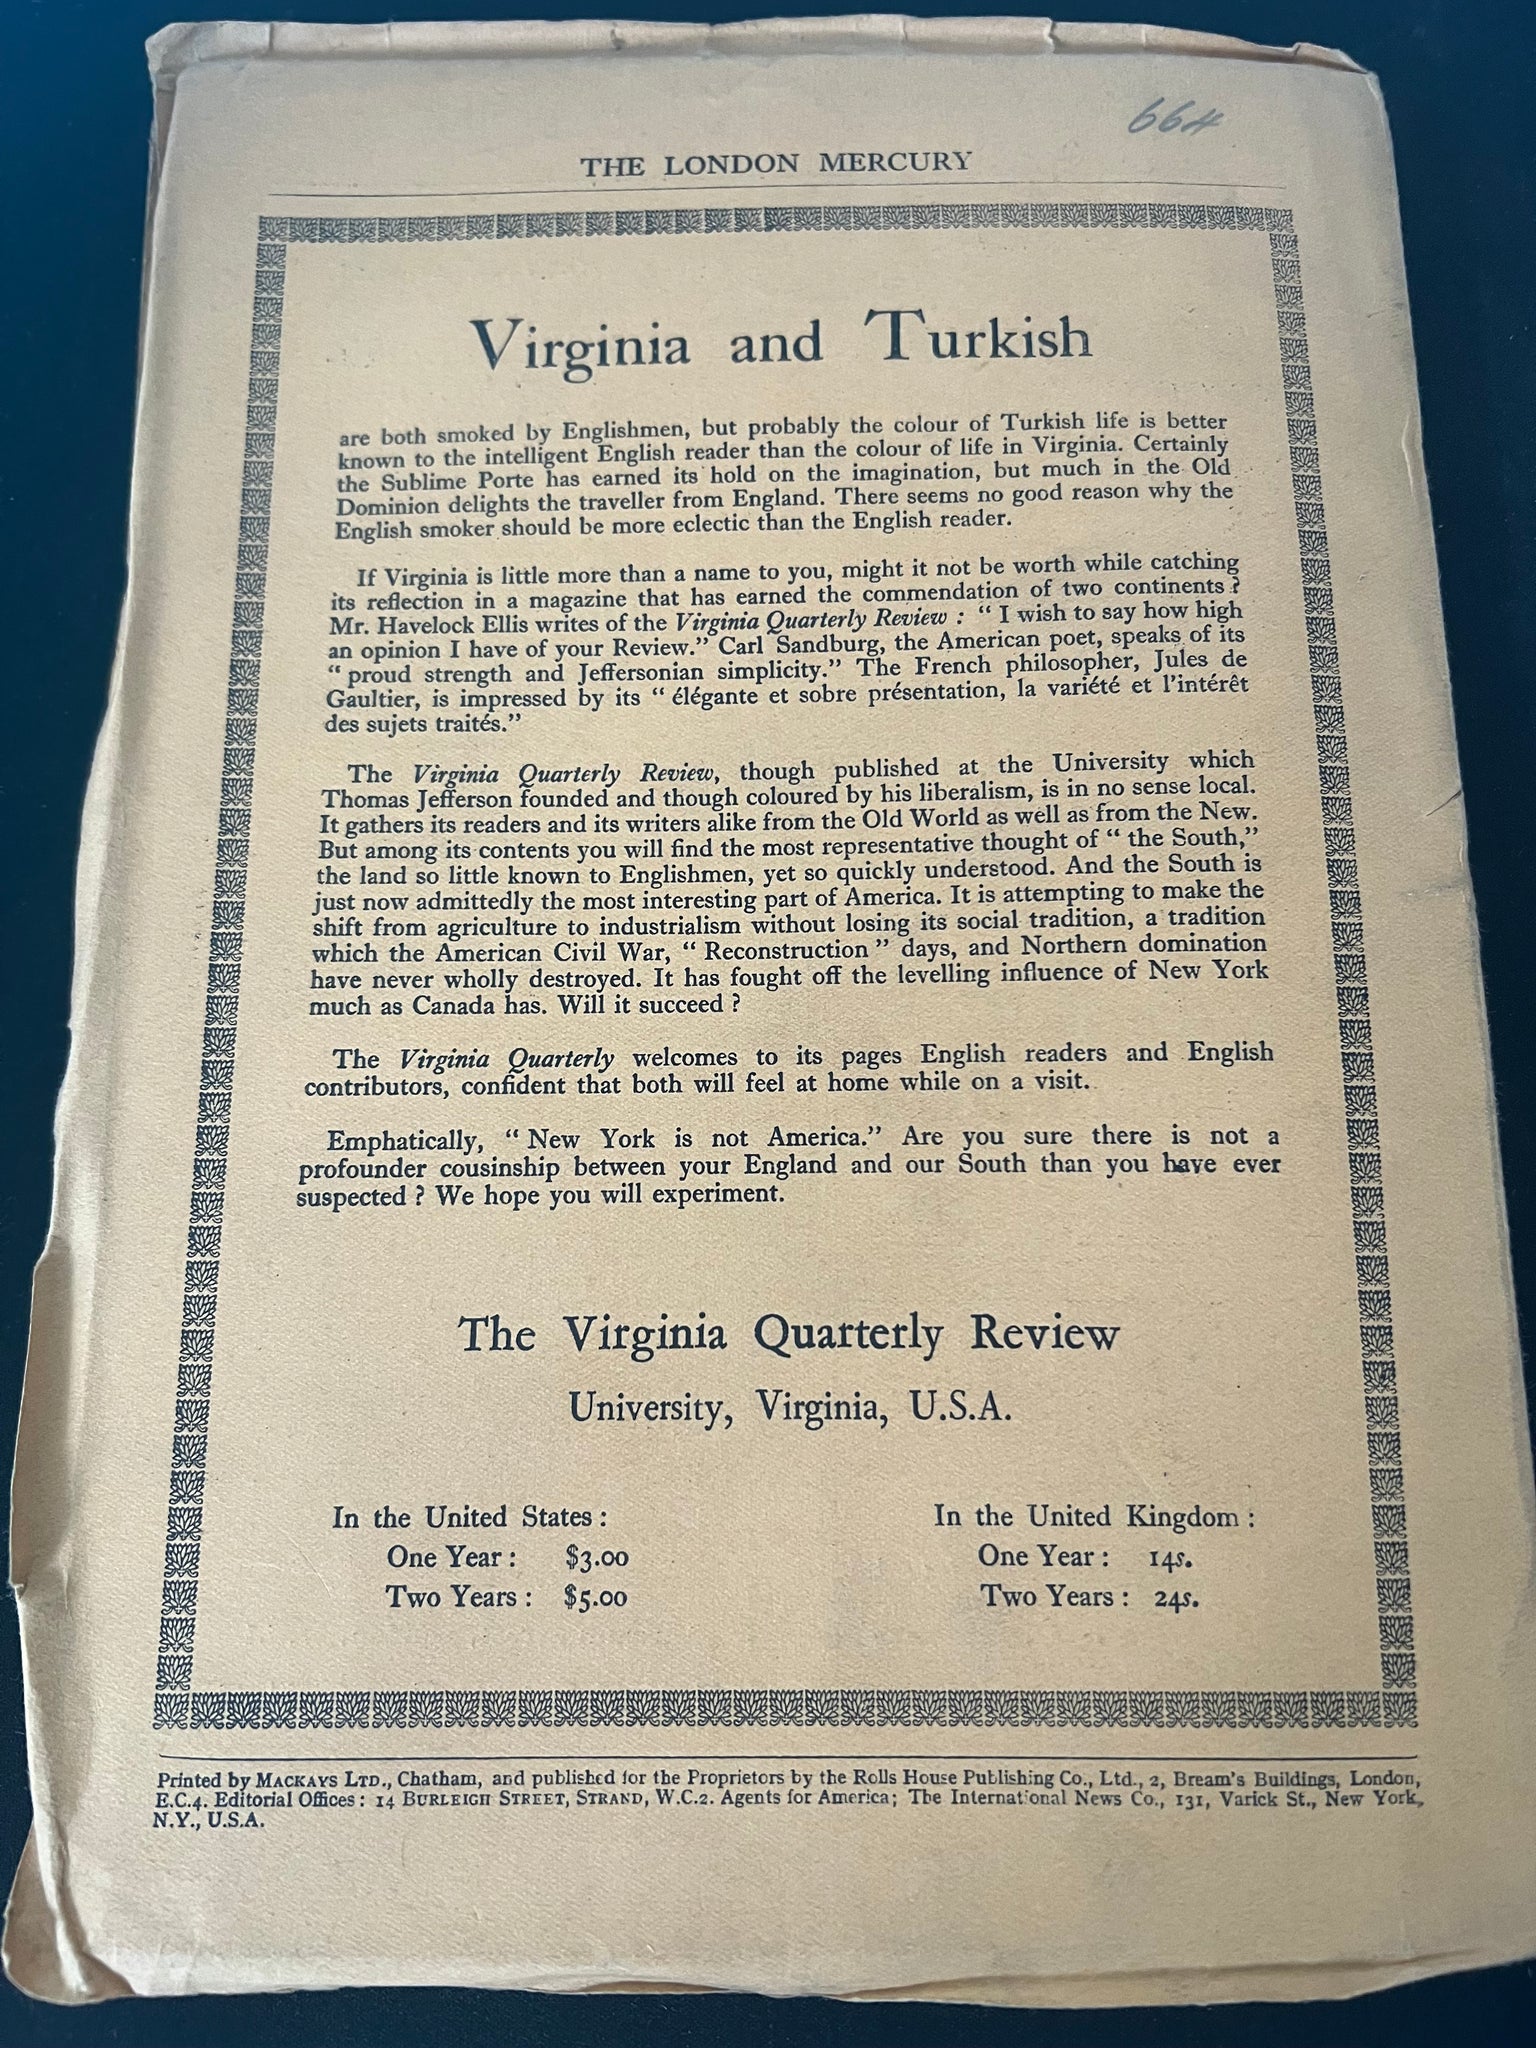 664
THE LONDON MERCURY
Virginia and Turkish
are both smoked by Englishmen, but probably the colour of Turkish life is better
known to the intelligent English reader than the colour of life in Virginia. Certainly
the Sublime Porte has earned its hold on the imagination, but much in the Old
Dominion delights the traveller from England. There seems no good reason why the
English smoker should be more eclectic than the English reader.
If Virginia is little more than a name to you, might it not be worth while catching
its reflection in a magazine that has earned the commendation of two continents ?
Mr. Havelock Ellis writes of the Virginia Quarterly Review : “ I wish to say how high
an opinion I have of your Review.” Carl Sandburg, the American poet, speaks of its
“ proud strength and Jeffersonian simplicity.” The French philosopher, Jules de
Gaultier, is impressed by its “ élégante et sobre présentation, la variété et l'intérêt
des sujets traités.”
The Virginia Quarterly Review, though published at the University which
Thomas Jefferson founded and though coloured by his liberalism, is in no sense local.
It gathers its readers and its writers alike from the Old World as well as from the New.
But among its contents you will find the most representative thought of “ the South,”
the land so little known to Englishmen, yet so quickly understood. And the South is
just now admittedly the most interesting part of America. It is attempting to make the
shift from agriculture to industrialism without losing its social tradition, a tradition
which the American Civil War, “ Reconstruction ” days, and Northern domination
have never wholly destroyed. It has fought off the levelling influence of New York
much as Canada has. Will it succeed ?
The Virginia Quarterly welcomes to its pages English readers and English
contributors, confident that both will feel at home while on a visit.
Emphatically, “ New York is not America.” Are you sure there is not a
profounder cousinship between your England and our South than you have ever
suspected ? We hope you will experiment.
The Virginia Quarterly Review
University, Virginia, U.S.A.
In the United States :
One Year : $3.00
Two Years : $5.00
In the United Kingdom :
One Year : 14s.
Two Years : 24s.
Printed by MACKAYS LTD., Chatham, and published for the Proprietors by the Rolls House Publishing Co., Ltd., 2, Bream's Buildings, London,
E.C.4. Editorial Offices : 14 BURLEIGH STREET, STRAND, W.C.2. Agents for America; The International News Co., 131, Varick St., New York,
N.Y., U.S.A.